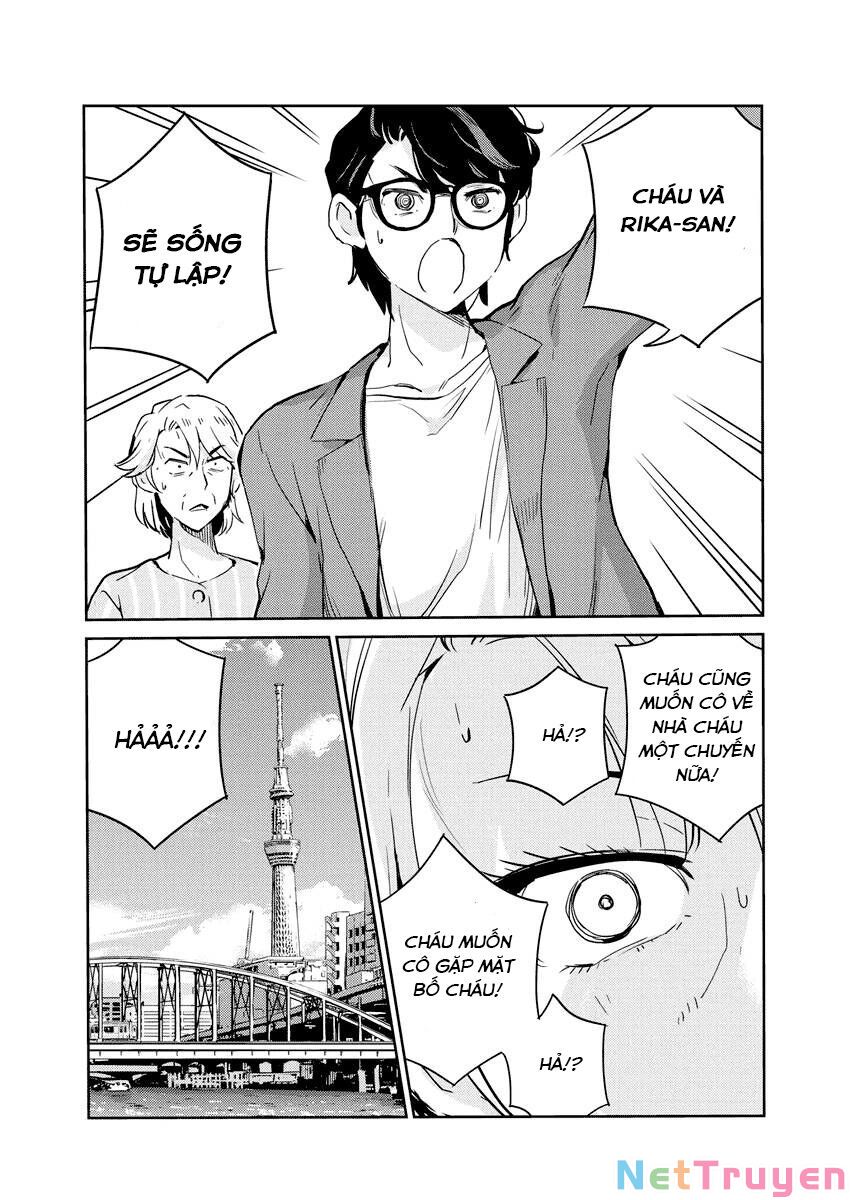 CHÁU VÀ
RIKA-SAN!
SẼ SỐNG
TỰ LẬP!
CHÁU CŨNG
MUỐN CÔ VỀ
NHÀ CHÁU
MỘT CHUYẾN
NỮA!
HẢ!?
CHÁU MUỐN
CÔ GẶP MẶT
BỐ CHÁU!
HẢ!?
HẢẢẢ!!!
NetTruyen